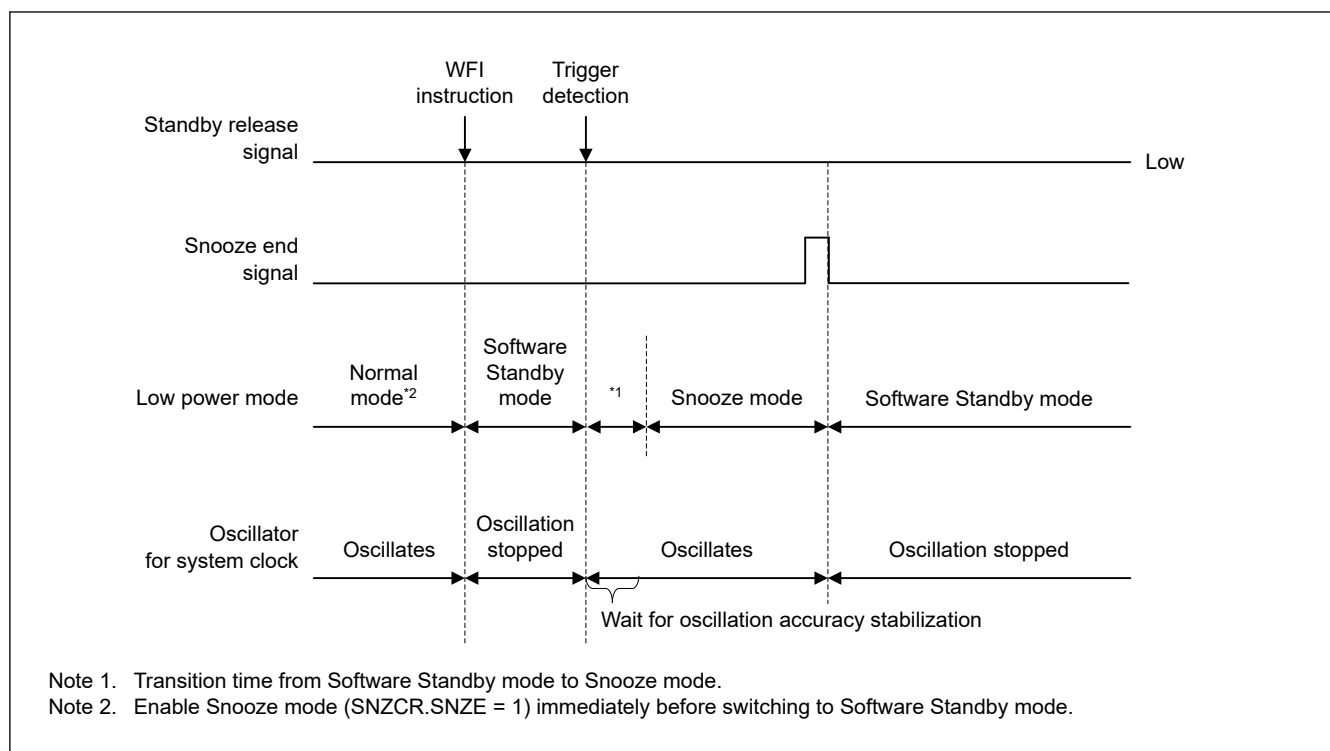 WFI
instruction
Trigger
detection
Standby release
signal
Low
Snooze end
signal
Low power mode
Normal
mode*2
Software
Standby
mode
*1
Snooze mode
Software Standby mode
Oscillator
for system clock
Oscillates
Oscillation
stopped
Oscillates
Oscillation stopped
Wait for oscillation accuracy stabilization
Note 1. Transition time from Software Standby mode to Snooze mode.
Note 2. Enable Snooze mode (SNZCR.SNZE = 1) immediately before switching to Software Standby mode.